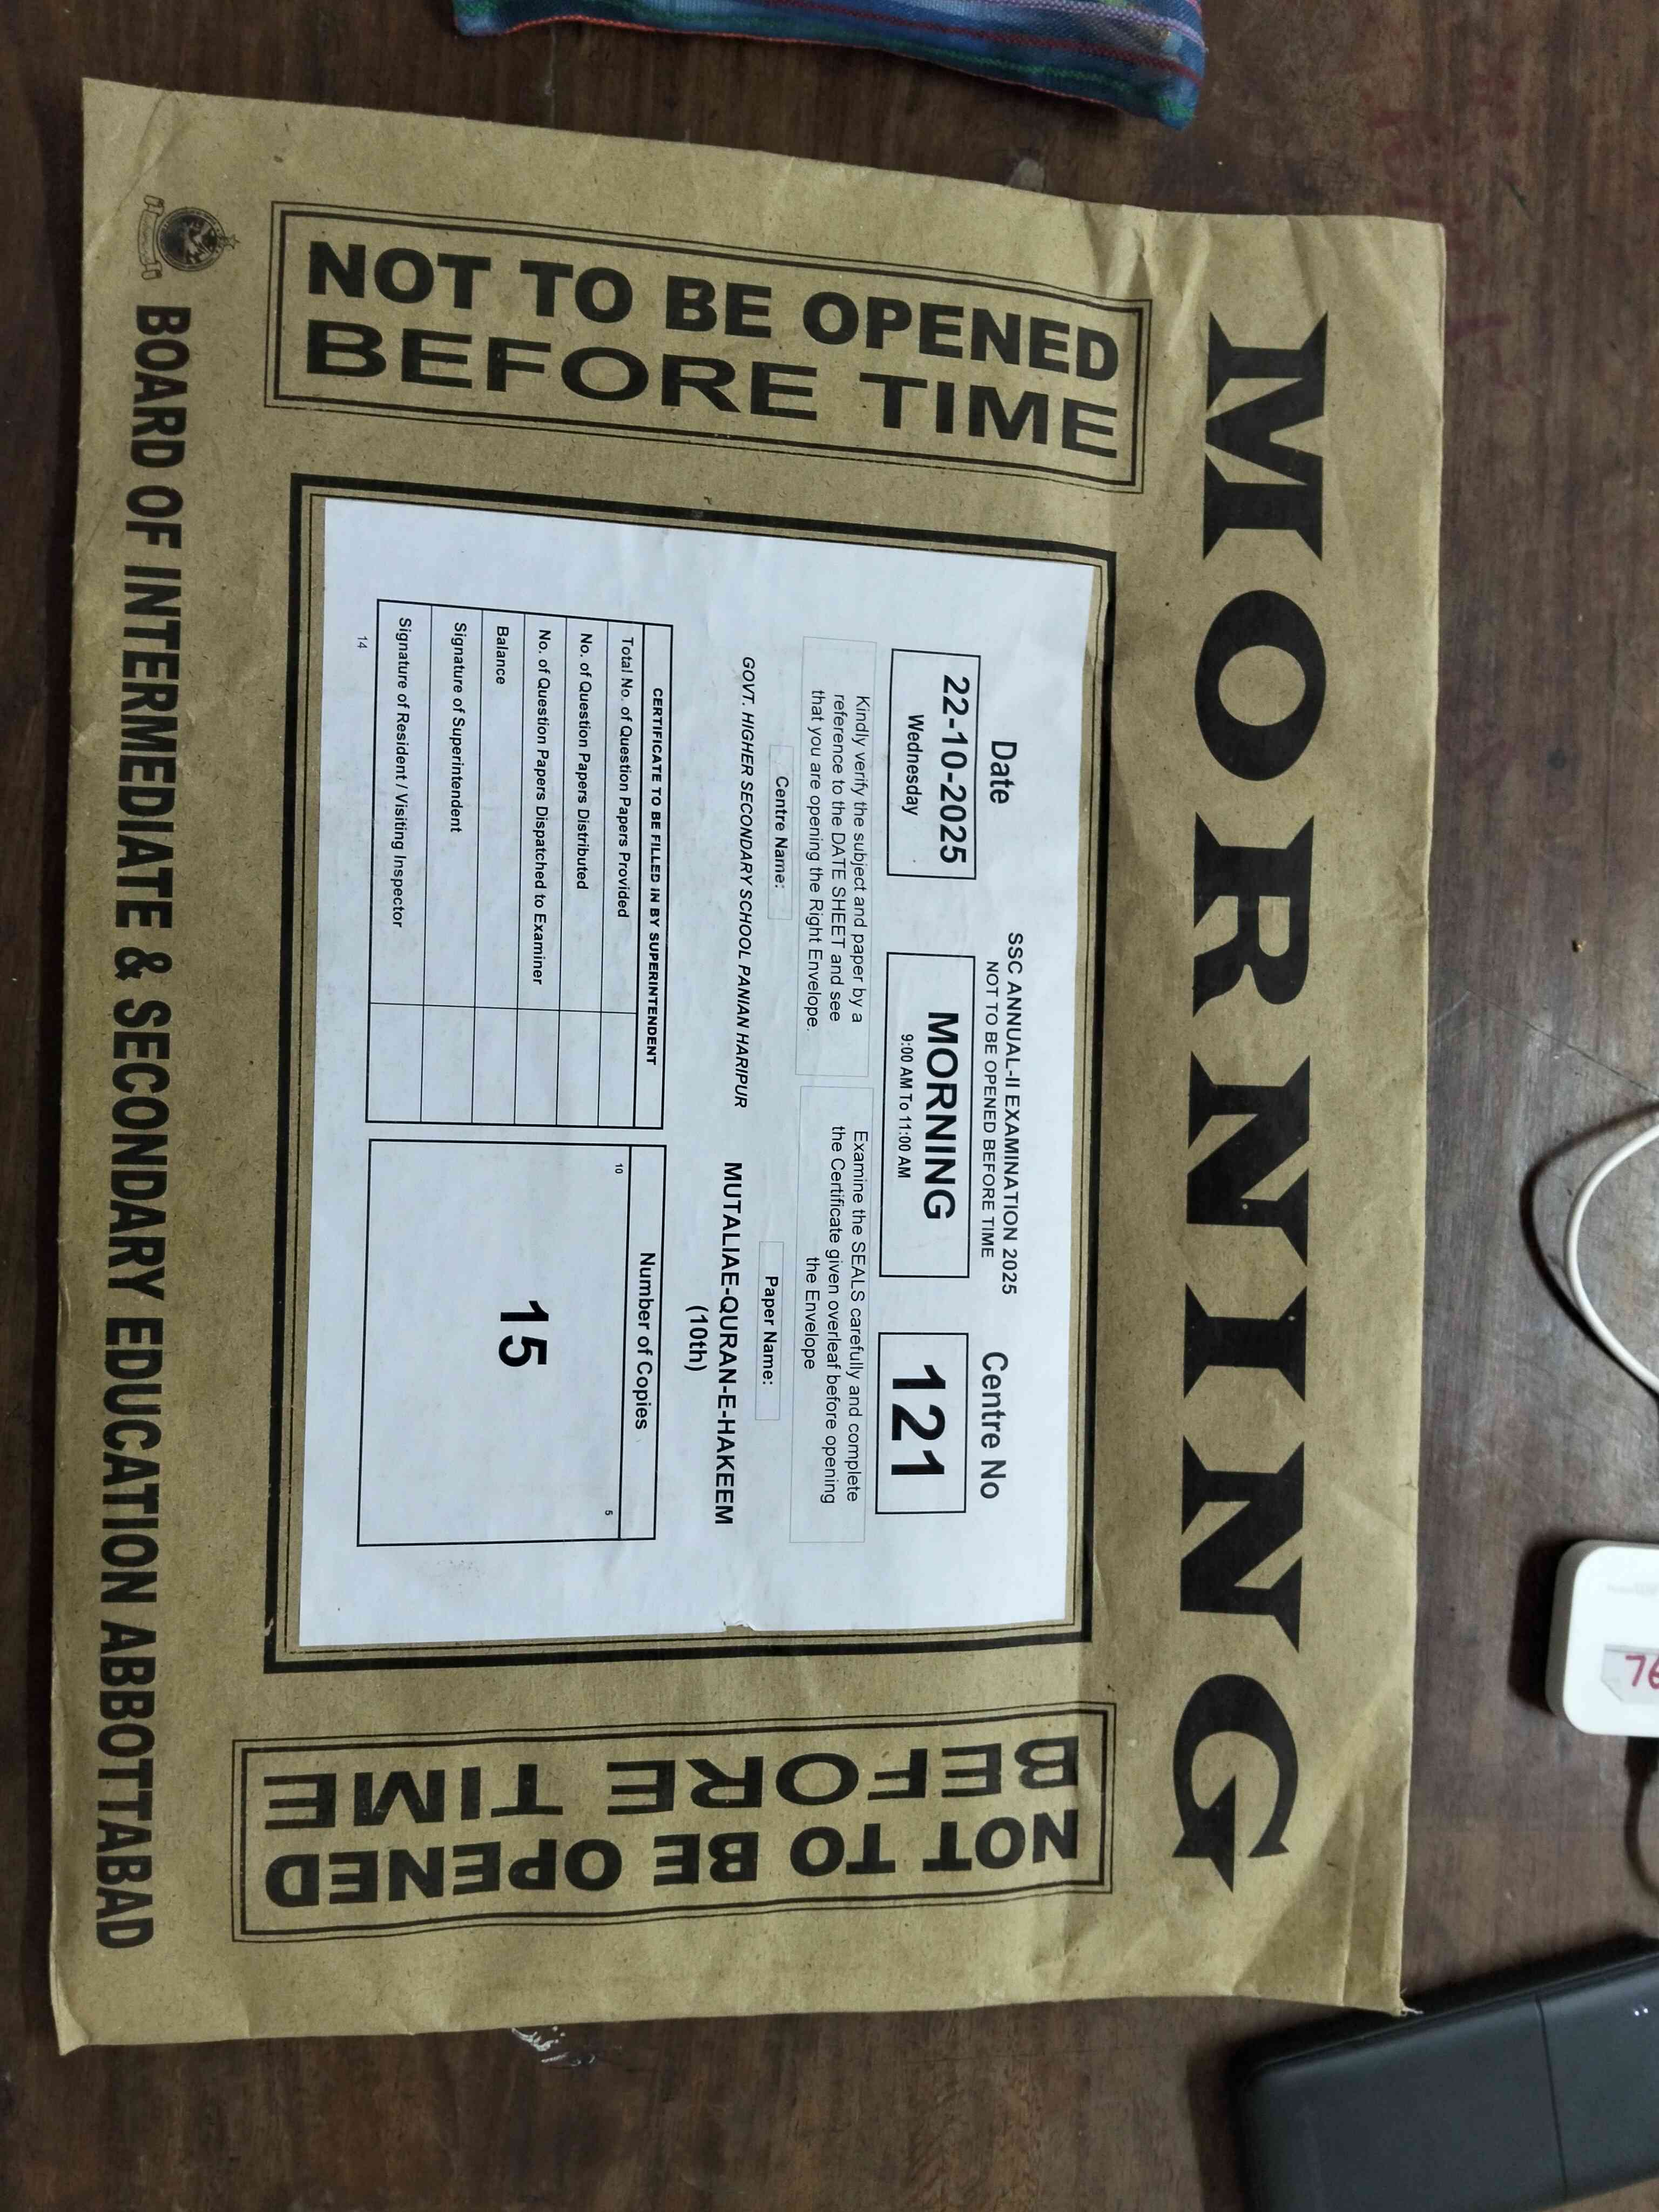 MORNING
NOT TO BE OPENED
BEFORE TIME
SSC ANNUAL-II EXAMINATION 2025
NOT TO BE OPENED BEFORE TIME
Date
22-10-2025
Wednesday
MORNING
9:00 AM To 11:00 AM
Centre No
121
Kindly verify the subject and paper by a
reference to the DATE SHEET and see
that you are opening the Right Envelope.
Examine the SEALS carefully and complete
the Certificate given overleaf before opening
the Envelope
Centre Name:
GOVT. HIGHER SECONDARY SCHOOL PANIAN HARIPUR
Paper Name:
MUTALIAE-QURAN-E-HAKEEM
(10th)
CERTIFICATE TO BE FILLED IN BY SUPERINTENDENT
Total No. of Question Papers Provided
No. of Question Papers Distributed
No. of Question Papers Dispatched to Examiner
Balance
Signature of Superintendent
Signature of Resident / Visiting Inspector
14
Number of Copies
10
5
15
NOT TO BE OPENED
BEFORE TIME
BOARD OF INTERMEDIATE & SECONDARY EDUCATION ABBOTTABAD
76